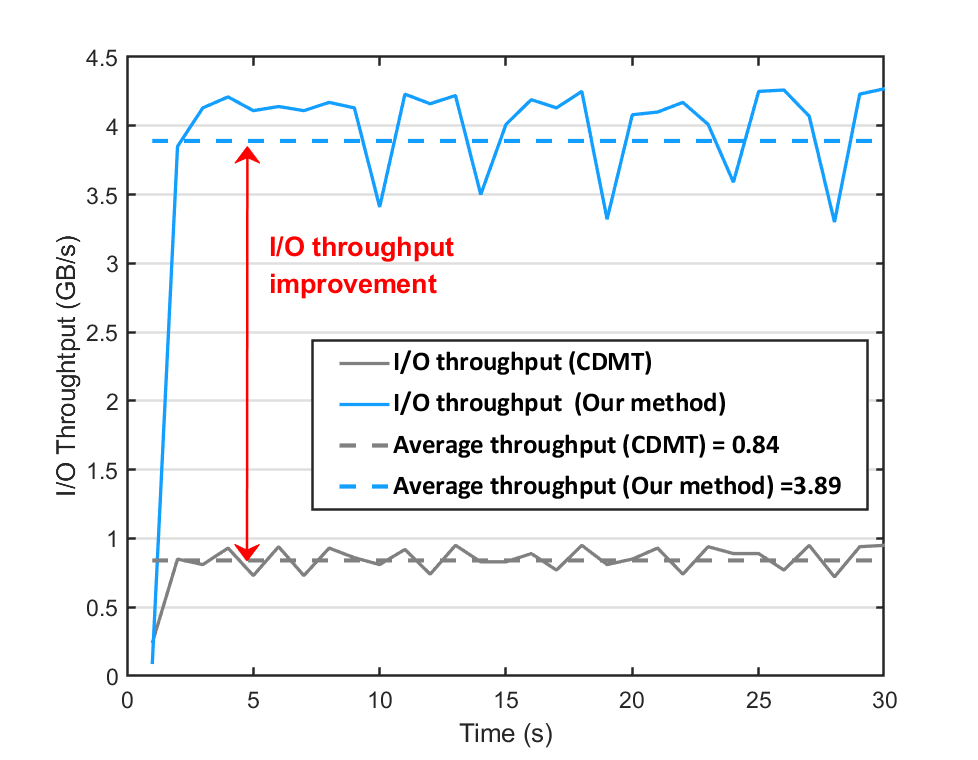 4.5
4
3.5
3
2.5
2
1.5
1
0.5
0
I/O Throughtput (GB/s)
I/O throughput
improvement
I/O throughput (CDMT)
I/O throughput (Our method)
Average throughput (CDMT) = 0.84
Average throughput (Our method) =3.89
0 5 10 15 20 25 30
Time (s)